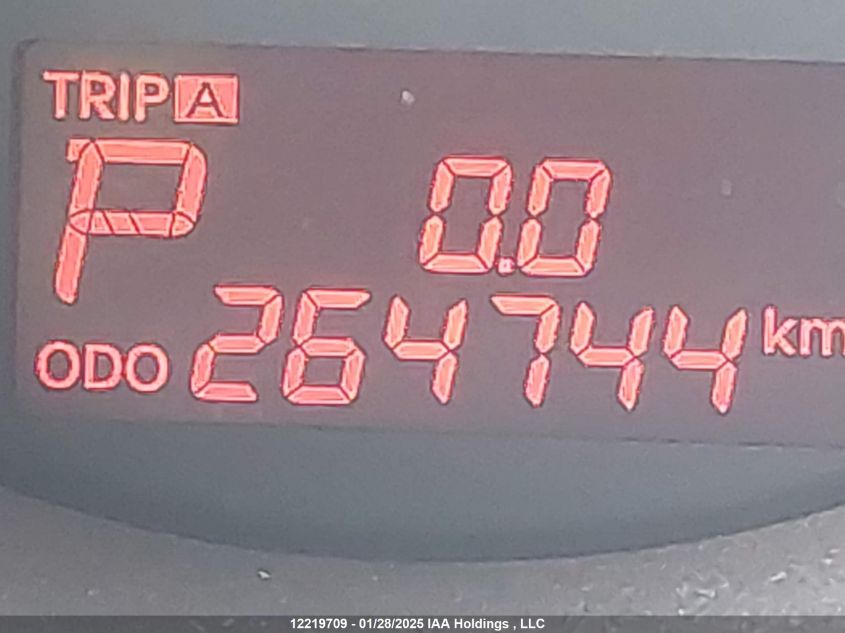 TRIP A
P 0.0
ODO 264744 km
12219709 - 01/28/2025 IAA Holdings , LLC